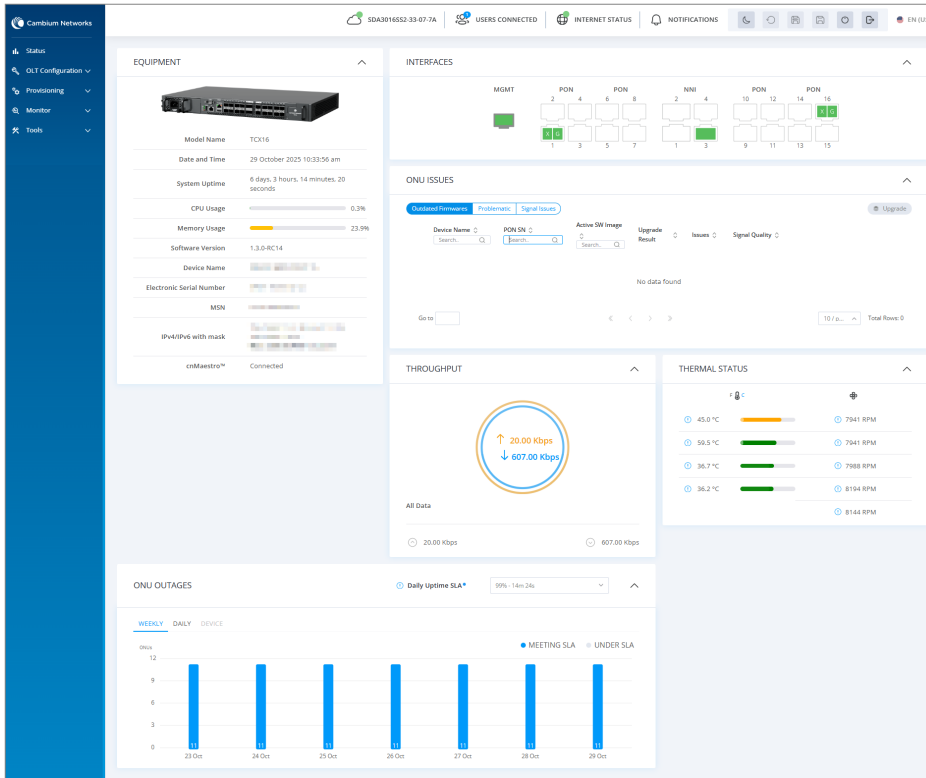 Cambium Networks
SDA3016S52-33-07-7A
1
USERS CONNECTED
INTERNET STATUS
NOTIFICATIONS
EN (U
Status
OLT Configuration
Provisioning
Monitor
Tools
EQUIPMENT
Model Name TCX16
Date and Time 29 October 2025 10:33:56 am
System Uptime 6 days, 3 hours, 14 minutes, 20 seconds
CPU Usage 0.3%
Memory Usage 23.9%
Software Version 1.3.0-RC14
Device Name
Electronic Serial Number
MSN
IPv4/IPv6 with mask
cnMaestro™ Connected
INTERFACES
MGMT PON PON NNI PON PON
2 4 6 8 2 4 10 12 14 16
X G
X G
1 3 5 7 1 3 9 11 13 15
ONU ISSUES
Outdated Firmwares Problematic Signal Issues
Upgrade
Device Name PON SN Active SW Image Upgrade Result Issues Signal Quality
Search.. Search.. Search..
No data found
Go to
10 / p... Total Rows: 0
THROUGHPUT
20.00 Kbps
607.00 Kbps
All Data
20.00 Kbps 607.00 Kbps
THERMAL STATUS
F C
45.0 °C 7941 RPM
59.5 °C 7941 RPM
36.7 °C 7988 RPM
36.2 °C 8194 RPM
8144 RPM
ONU OUTAGES
Daily Uptime SLA
99% - 14m 24s
WEEKLY DAILY DEVICE
MEETING SLA UNDER SLA
ONUs
12
9
6
3
0
11 11 11 11 11 11 11
23 Oct 24 Oct 25 Oct 26 Oct 27 Oct 28 Oct 29 Oct